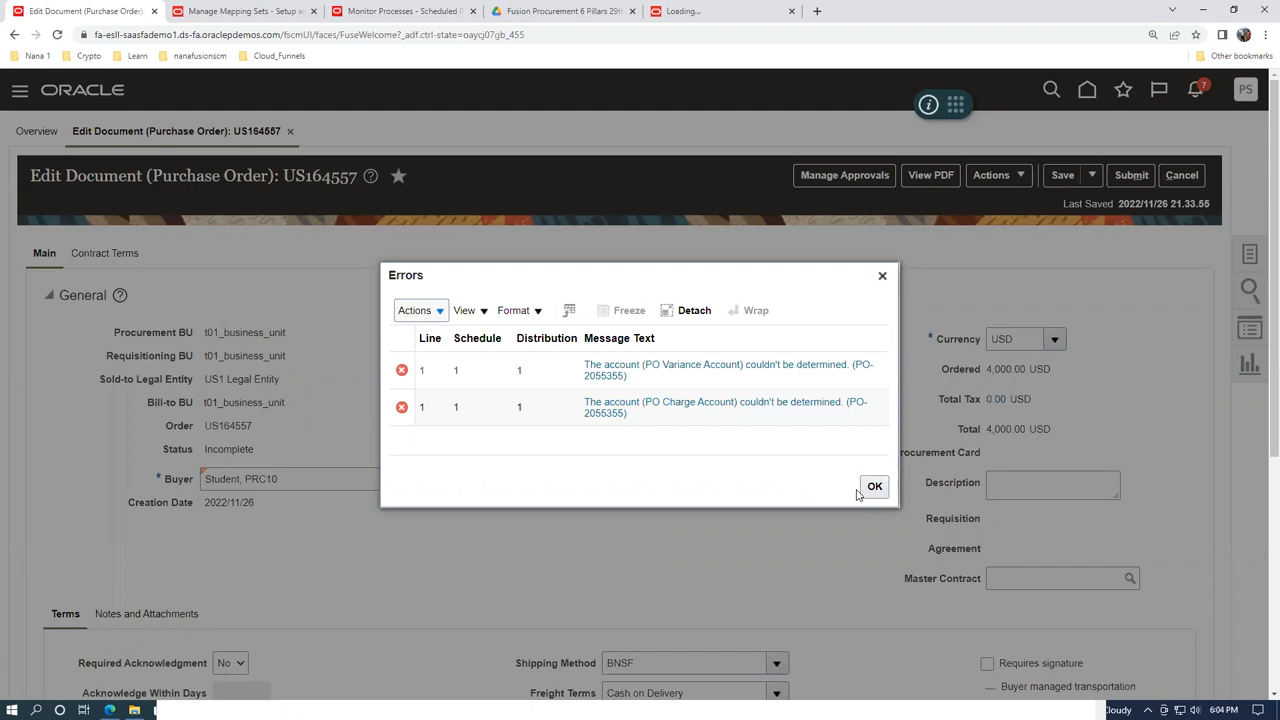 Edit Document (Purchase Order)
Manage Mapping Sets - Setup a
Monitor Processes - Scheduled P
Fusion Procurement 6 Pillars 29th
Loading...
fa-esll-saasfademo1.ds-fa.oraclepdemos.com/fscmUI/faces/FuseWelcome?_adf.ctrl-state=oaycj07gb_455
Nana 1
Crypto
Learn
nanafusionscm
Cloud_Funnels
Other bookmarks
ORACLE
7
PS
Overview
Edit Document (Purchase Order): US164557
Edit Document (Purchase Order): US164557
Manage Approvals
View PDF
Actions
Save
Submit
Cancel
Last Saved 2022/11/26 21.33.55
Main
Contract Terms
General
Procurement BU t01_business_unit
Requisitioning BU t01_business_unit
Sold-to Legal Entity US1 Legal Entity
Bill-to BU t01_business_unit
Order US164557
Status Incomplete
* Buyer Student, PRC10
Creation Date 2022/11/26
Errors
Actions
View
Format
Freeze
Detach
Wrap
Line Schedule Distribution Message Text
1 1 1 The account (PO Variance Account) couldn't be determined. (PO-
2055355)
1 1 1 The account (PO Charge Account) couldn't be determined. (PO-
2055355)
OK
* Currency USD
Ordered 4,000.00 USD
Total Tax 0.00 USD
Total 4,000.00 USD
rocurement Card
Description
Requisition
Agreement
Master Contract
Terms
Notes and Attachments
Required Acknowledgment No
Acknowledge Within Days
Shipping Method BNSF
Freight Terms Cash on Delivery
Requires signature
Buyer managed transportation
Cloudy
6:04 PM